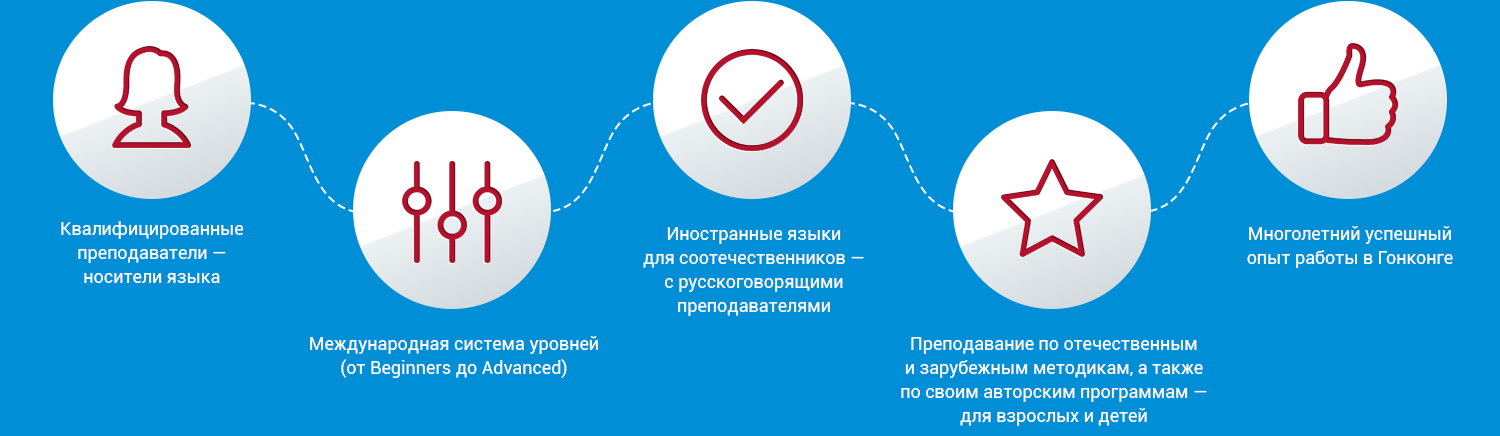 Квалифицированные
преподаватели —
носители языка
Международная система уровней
(от Beginners до Advanced)
Иностранные языки
для соотечественников —
с русскоговорящими
преподавателями
Преподавание по отечественным
и зарубежным методикам, а также
по своим авторским программам —
для взрослых и детей
Многолетний успешный
опыт работы в Гонконге